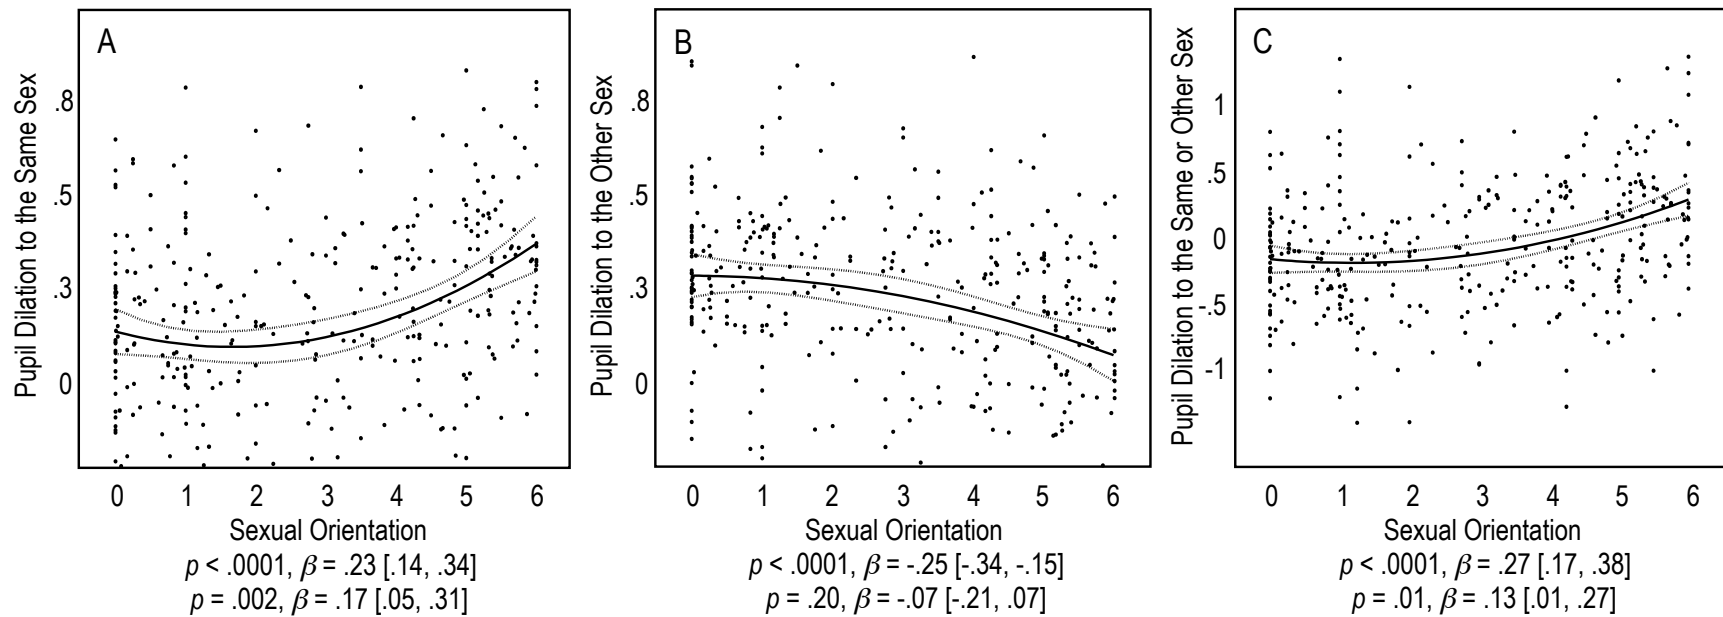 A
Pupil Dilation to the Same Sex
.8
.5
.3
0
0 1 2 3 4 5 6
Sexual Orientation
p < .0001, β = .23 [.14, .34]
p = .002, β = .17 [.05, .31]
B
Pupil Dilation to the Other Sex
.8
.5
.3
0
0 1 2 3 4 5 6
Sexual Orientation
p < .0001, β = -.25 [-.34, -.15]
p = .20, β = -.07 [-.21, .07]
C
Pupil Dilation to the Same or Other Sex
1
.5
0
-.5
-1
0 1 2 3 4 5 6
Sexual Orientation
p < .0001, β = .27 [.17, .38]
p = .01, β = .13 [.01, .27]